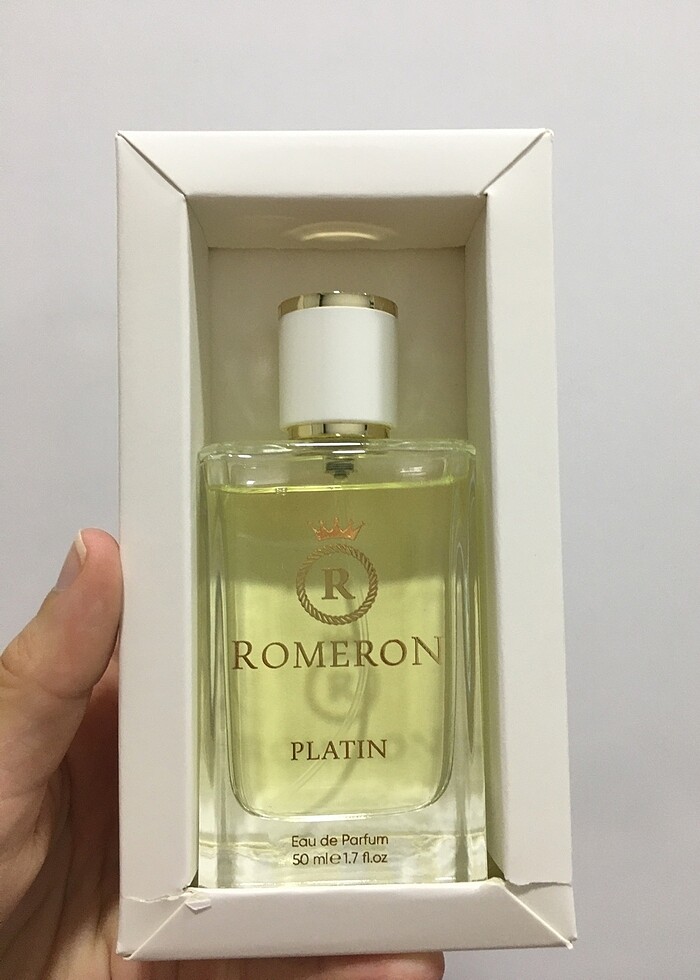 R
ROMERON
PLATIN
Eau de Parfum
50 ml ℮ 1.7 fl.oz